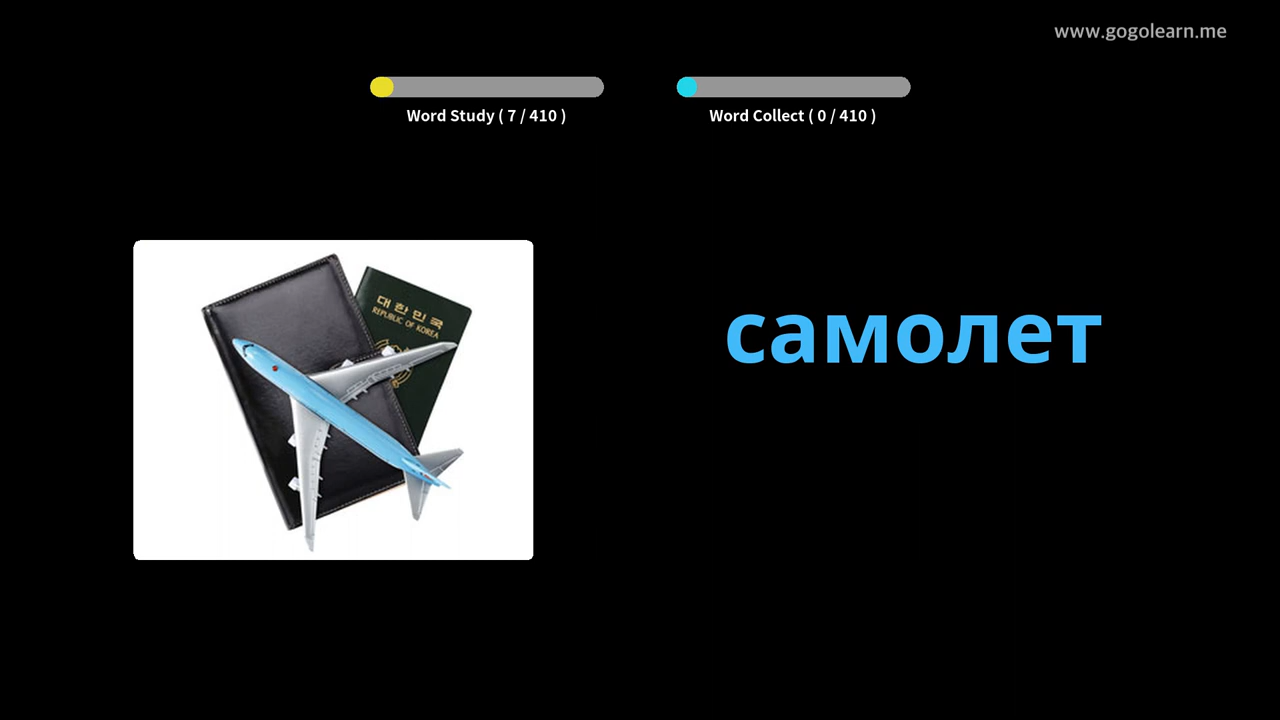 www.gogolearn.me
Word Study ( 7 / 410 )
Word Collect ( 0 / 410 )
대한민국
REPUBLIC OF KOREA
самолет